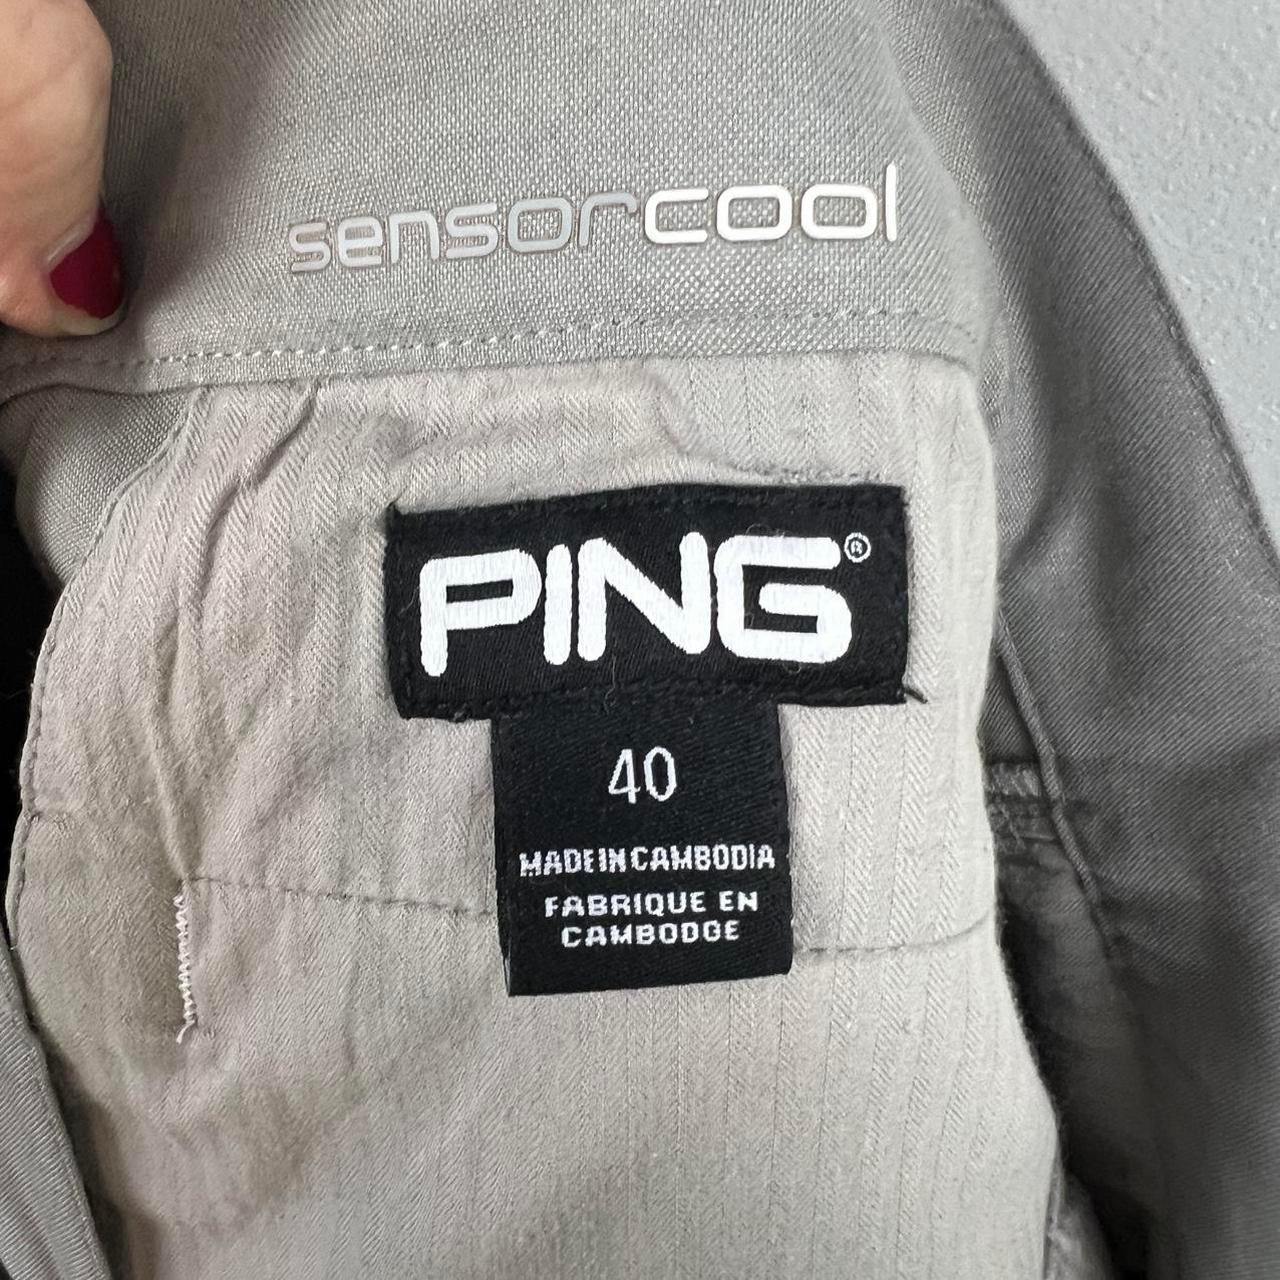 sensorcool
PING®
40
MADE IN CAMBODIA
FABRIQUE EN
CAMBODGE